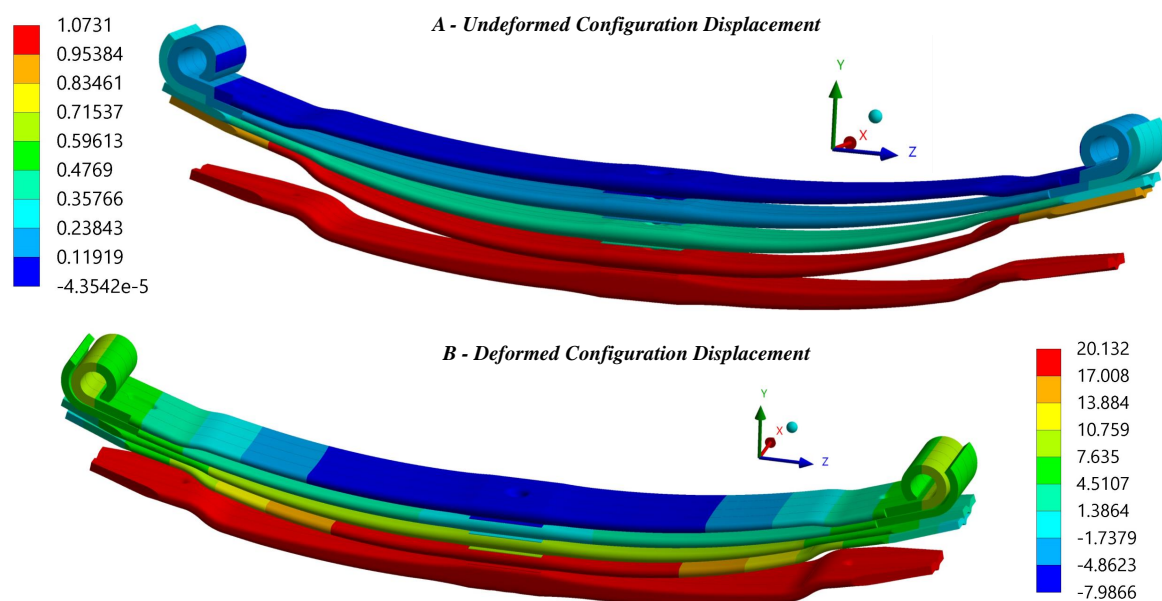 A - Undeformed Configuration Displacement
1.0731
0.95384
0.83461
0.71537
0.59613
0.4769
0.35766
0.23843
0.11919
-4.3542e-5
Y
X
Z
B - Deformed Configuration Displacement
Y
X
Z
20.132
17.008
13.884
10.759
7.635
4.5107
1.3864
-1.7379
-4.8623
-7.9866